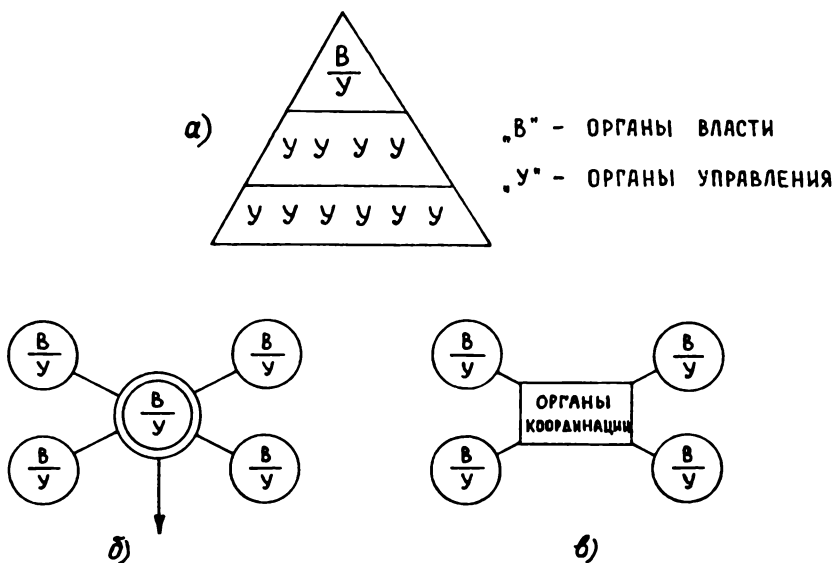 В
У
а)
У У У У
У У У У У У
„В" - ОРГАНЫ ВЛАСТИ
„У" - ОРГАНЫ УПРАВЛЕНИЯ
В
У
В
У
В
У
В
У
В
У
б)
В
У
В
У
ОРГАНЫ
КООРДИНАЦИИ
В
У
В
У
в)